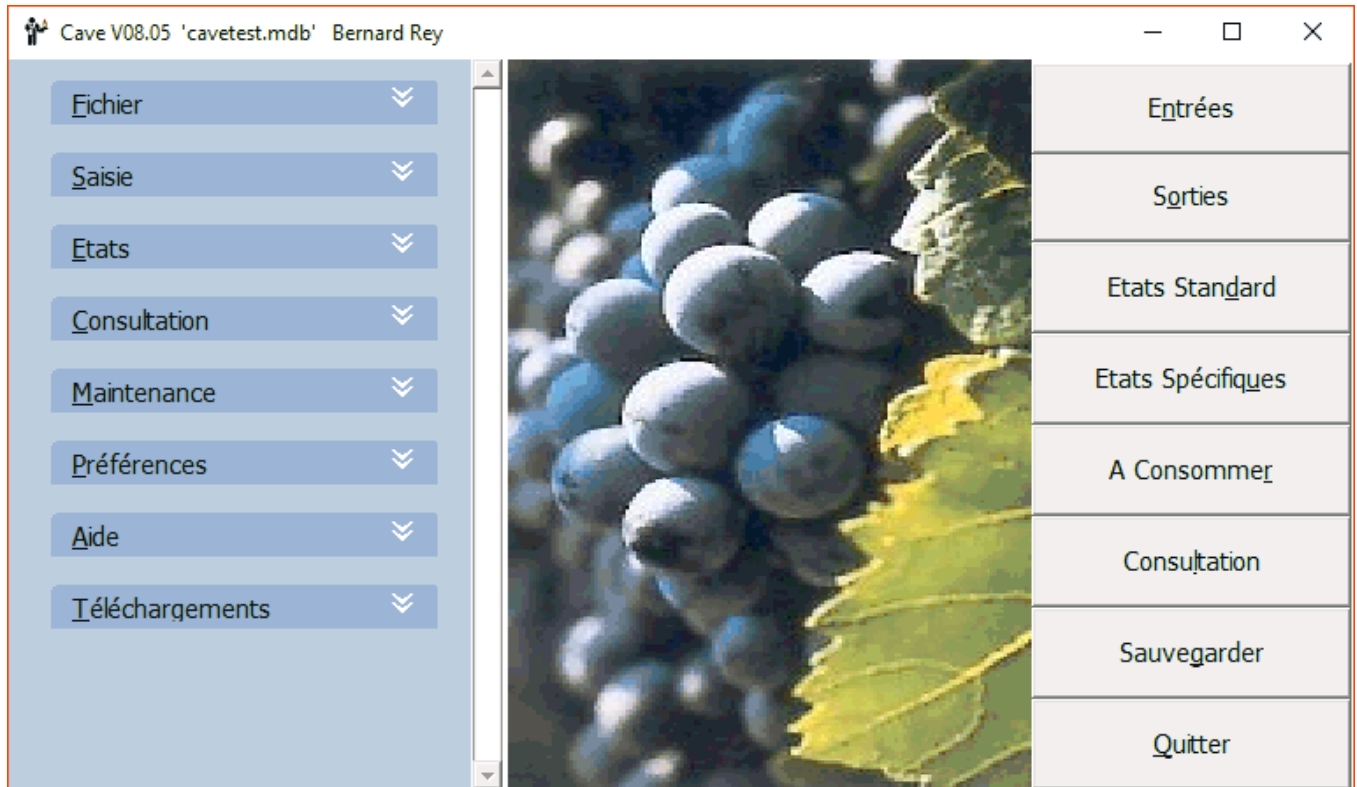 Cave V08.05 'cavetest.mdb' Bernard Rey
Fichier
Saisie
Etats
Consultation
Maintenance
Préférences
Aide
Téléchargements
Entrées
Sorties
Etats Standard
Etats Spécifiques
A Consommer
Consultation
Sauvegarder
Quitter